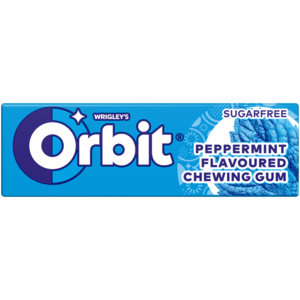 WRIGLEY'S
Orbit®
SUGARFREE
PEPPERMINT
FLAVOURED
CHEWING GUM